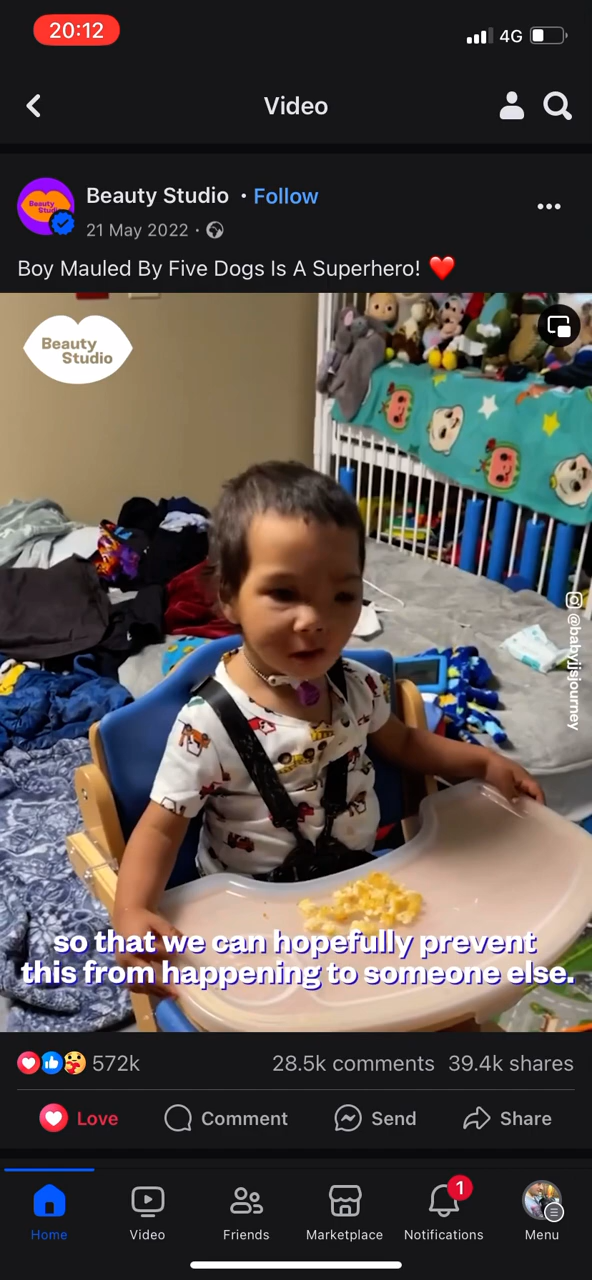 20:12
4G
Video
Beauty Studio · Follow
21 May 2022 ·
Boy Mauled By Five Dogs Is A Superhero! ❤️
Beauty
Studio
@babyjjsjourney
so that we can hopefully prevent
this from happening to someone else.
572k 28.5k comments 39.4k shares
Love Comment Send Share
1
Home Video Friends Marketplace Notifications Menu